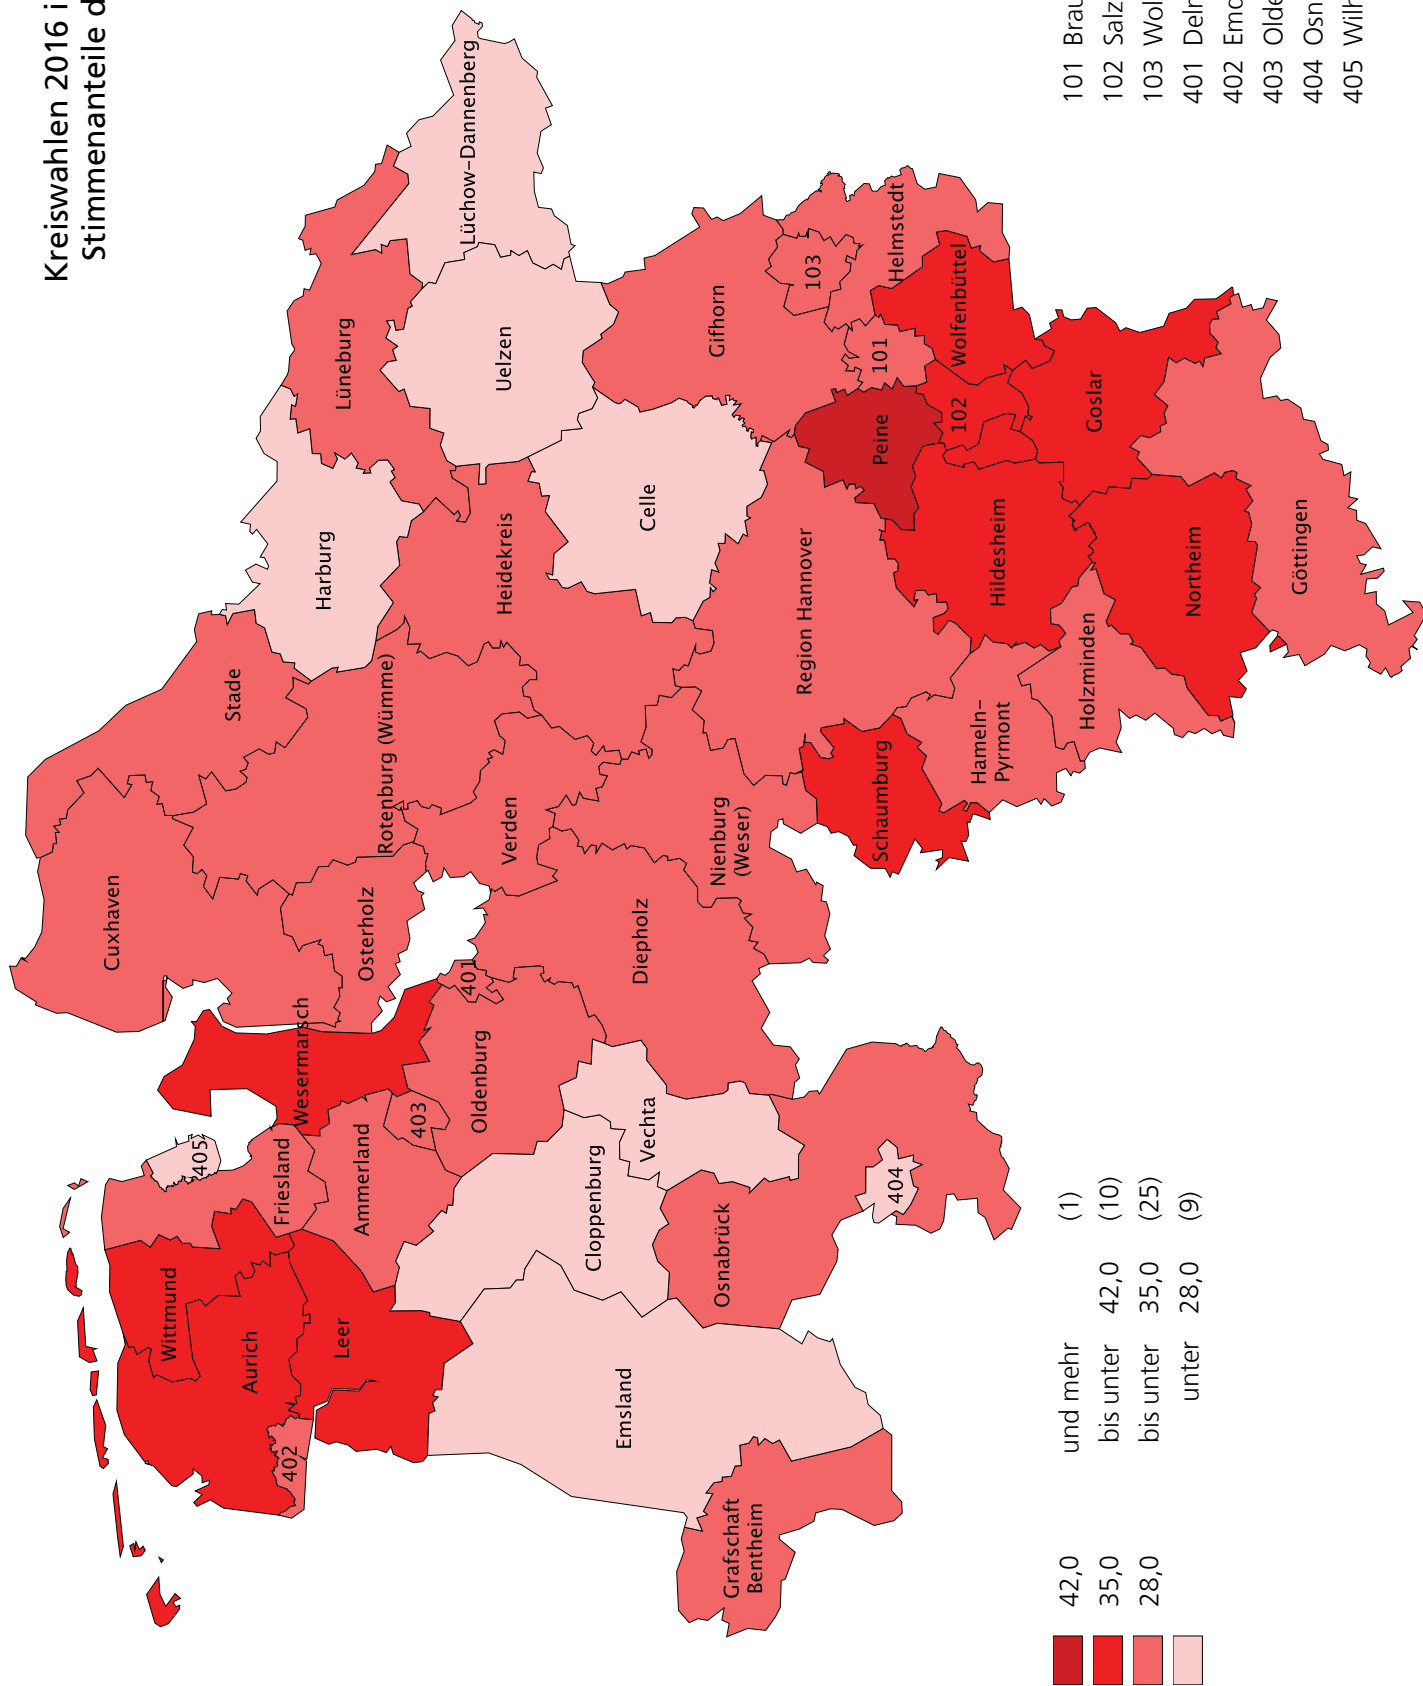 Kreiswahlen 2016 i
Stimmenanteile d
Cuxhaven
Stade
Harburg
Lüneburg
Lüchow-Dannenberg
Uelzen
Osterholz
Rotenburg (Wümme)
Heidekreis
Celle
Gifhorn
Verden
Wesermarsch
405
Friesland
Wittmund
Aurich
402
Leer
Ammerland
403
Oldenburg
401
Diepholz
Nienburg
(Weser)
Region Hannover
Cloppenburg
Vechta
Emsland
Osnabrück
404
Grafschaft
Bentheim
Schaumburg
Hameln-
Pyrmont
Hildesheim
Holzminden
Northeim
Göttingen
Goslar
Peine
102
101
103
Helmstedt
Wolfenbüttel
42,0 und mehr (1)
35,0 bis unter 42,0 (10)
28,0 bis unter 35,0 (25)
unter 28,0 (9)
101 Brau
102 Salz
103 Wol
401 Deln
402 Emd
403 Olde
404 Osn
405 Wilh